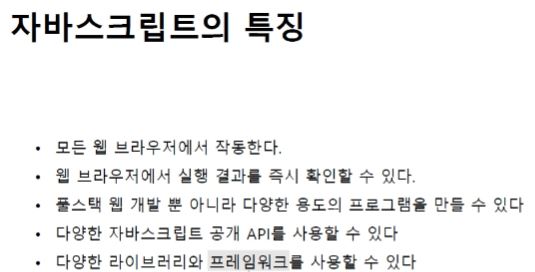 자바스크립트의 특징
• 모든 웹 브라우저에서 작동한다.
• 웹 브라우저에서 실행 결과를 즉시 확인할 수 있다.
• 풀스택 웹 개발 뿐 아니라 다양한 용도의 프로그램을 만들 수 있다
• 다양한 자바스크립트 공개 API를 사용할 수 있다
• 다양한 라이브러리와 프레임워크를 사용할 수 있다